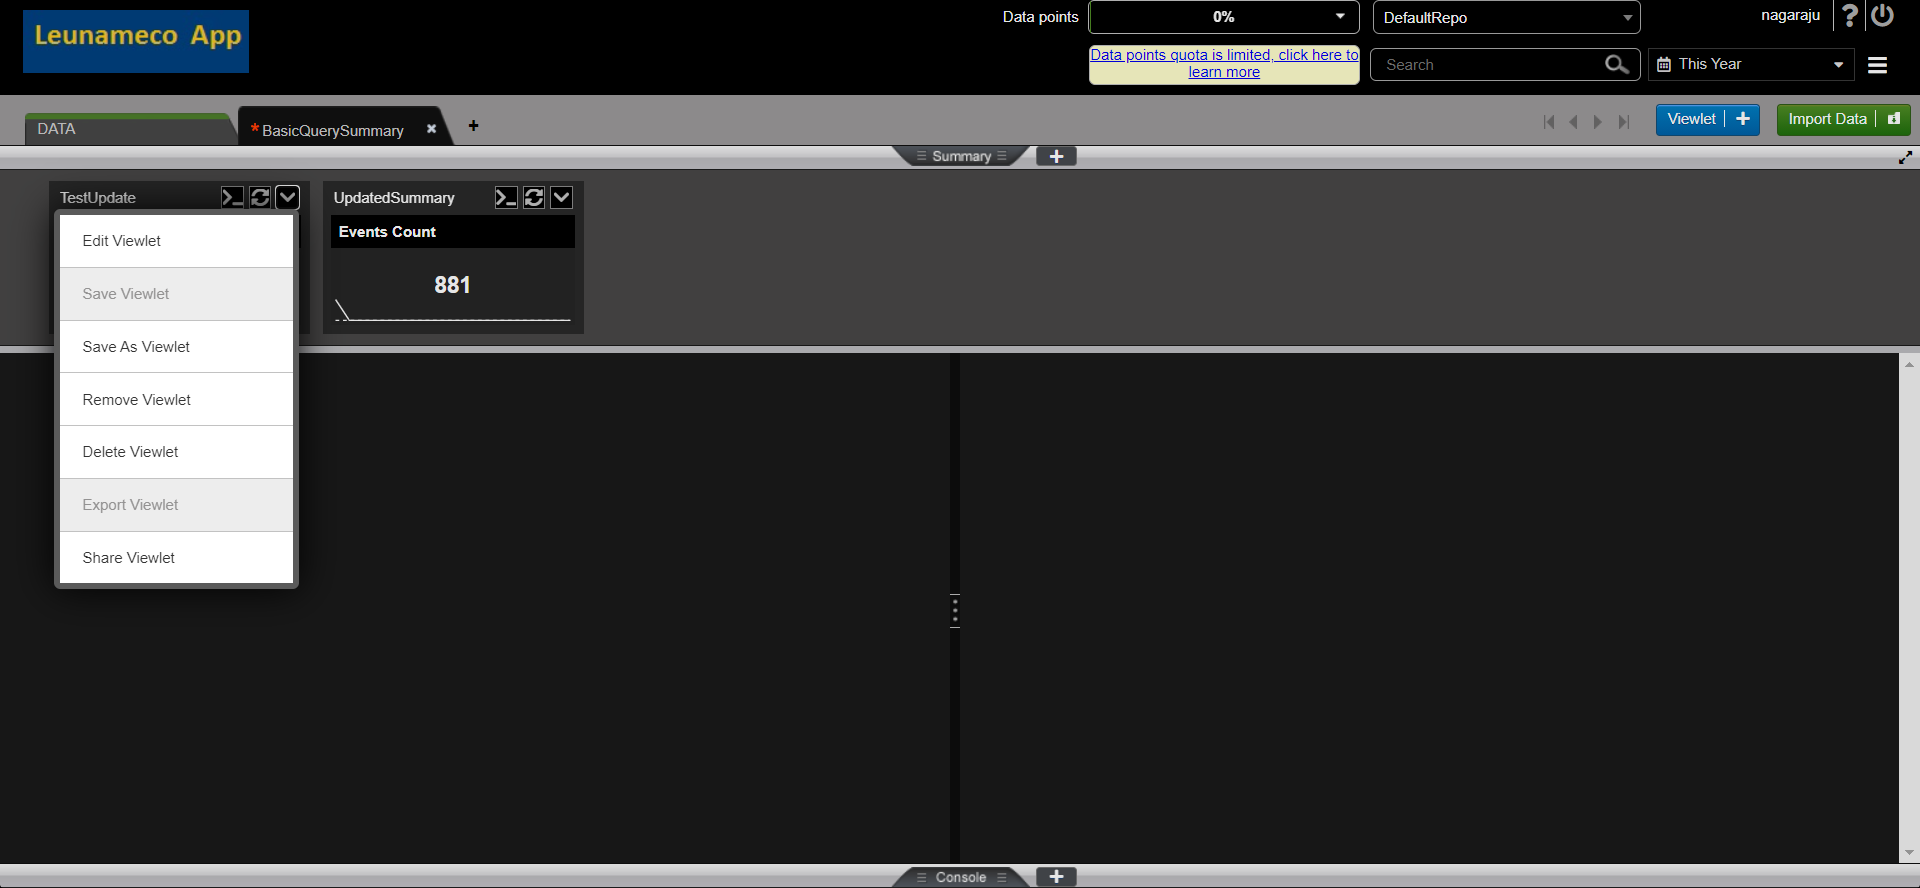 Leunameco App
Data points
0%
DefaultRepo
nagaraju
Data points quota is limited, click here to
learn more
Search
This Year
DATA
*BasicQuerySummary
Viewlet
Import Data
Summary
TestUpdate
UpdatedSummary
Events Count
881
Edit Viewlet
Save Viewlet
Save As Viewlet
Remove Viewlet
Delete Viewlet
Export Viewlet
Share Viewlet
Console